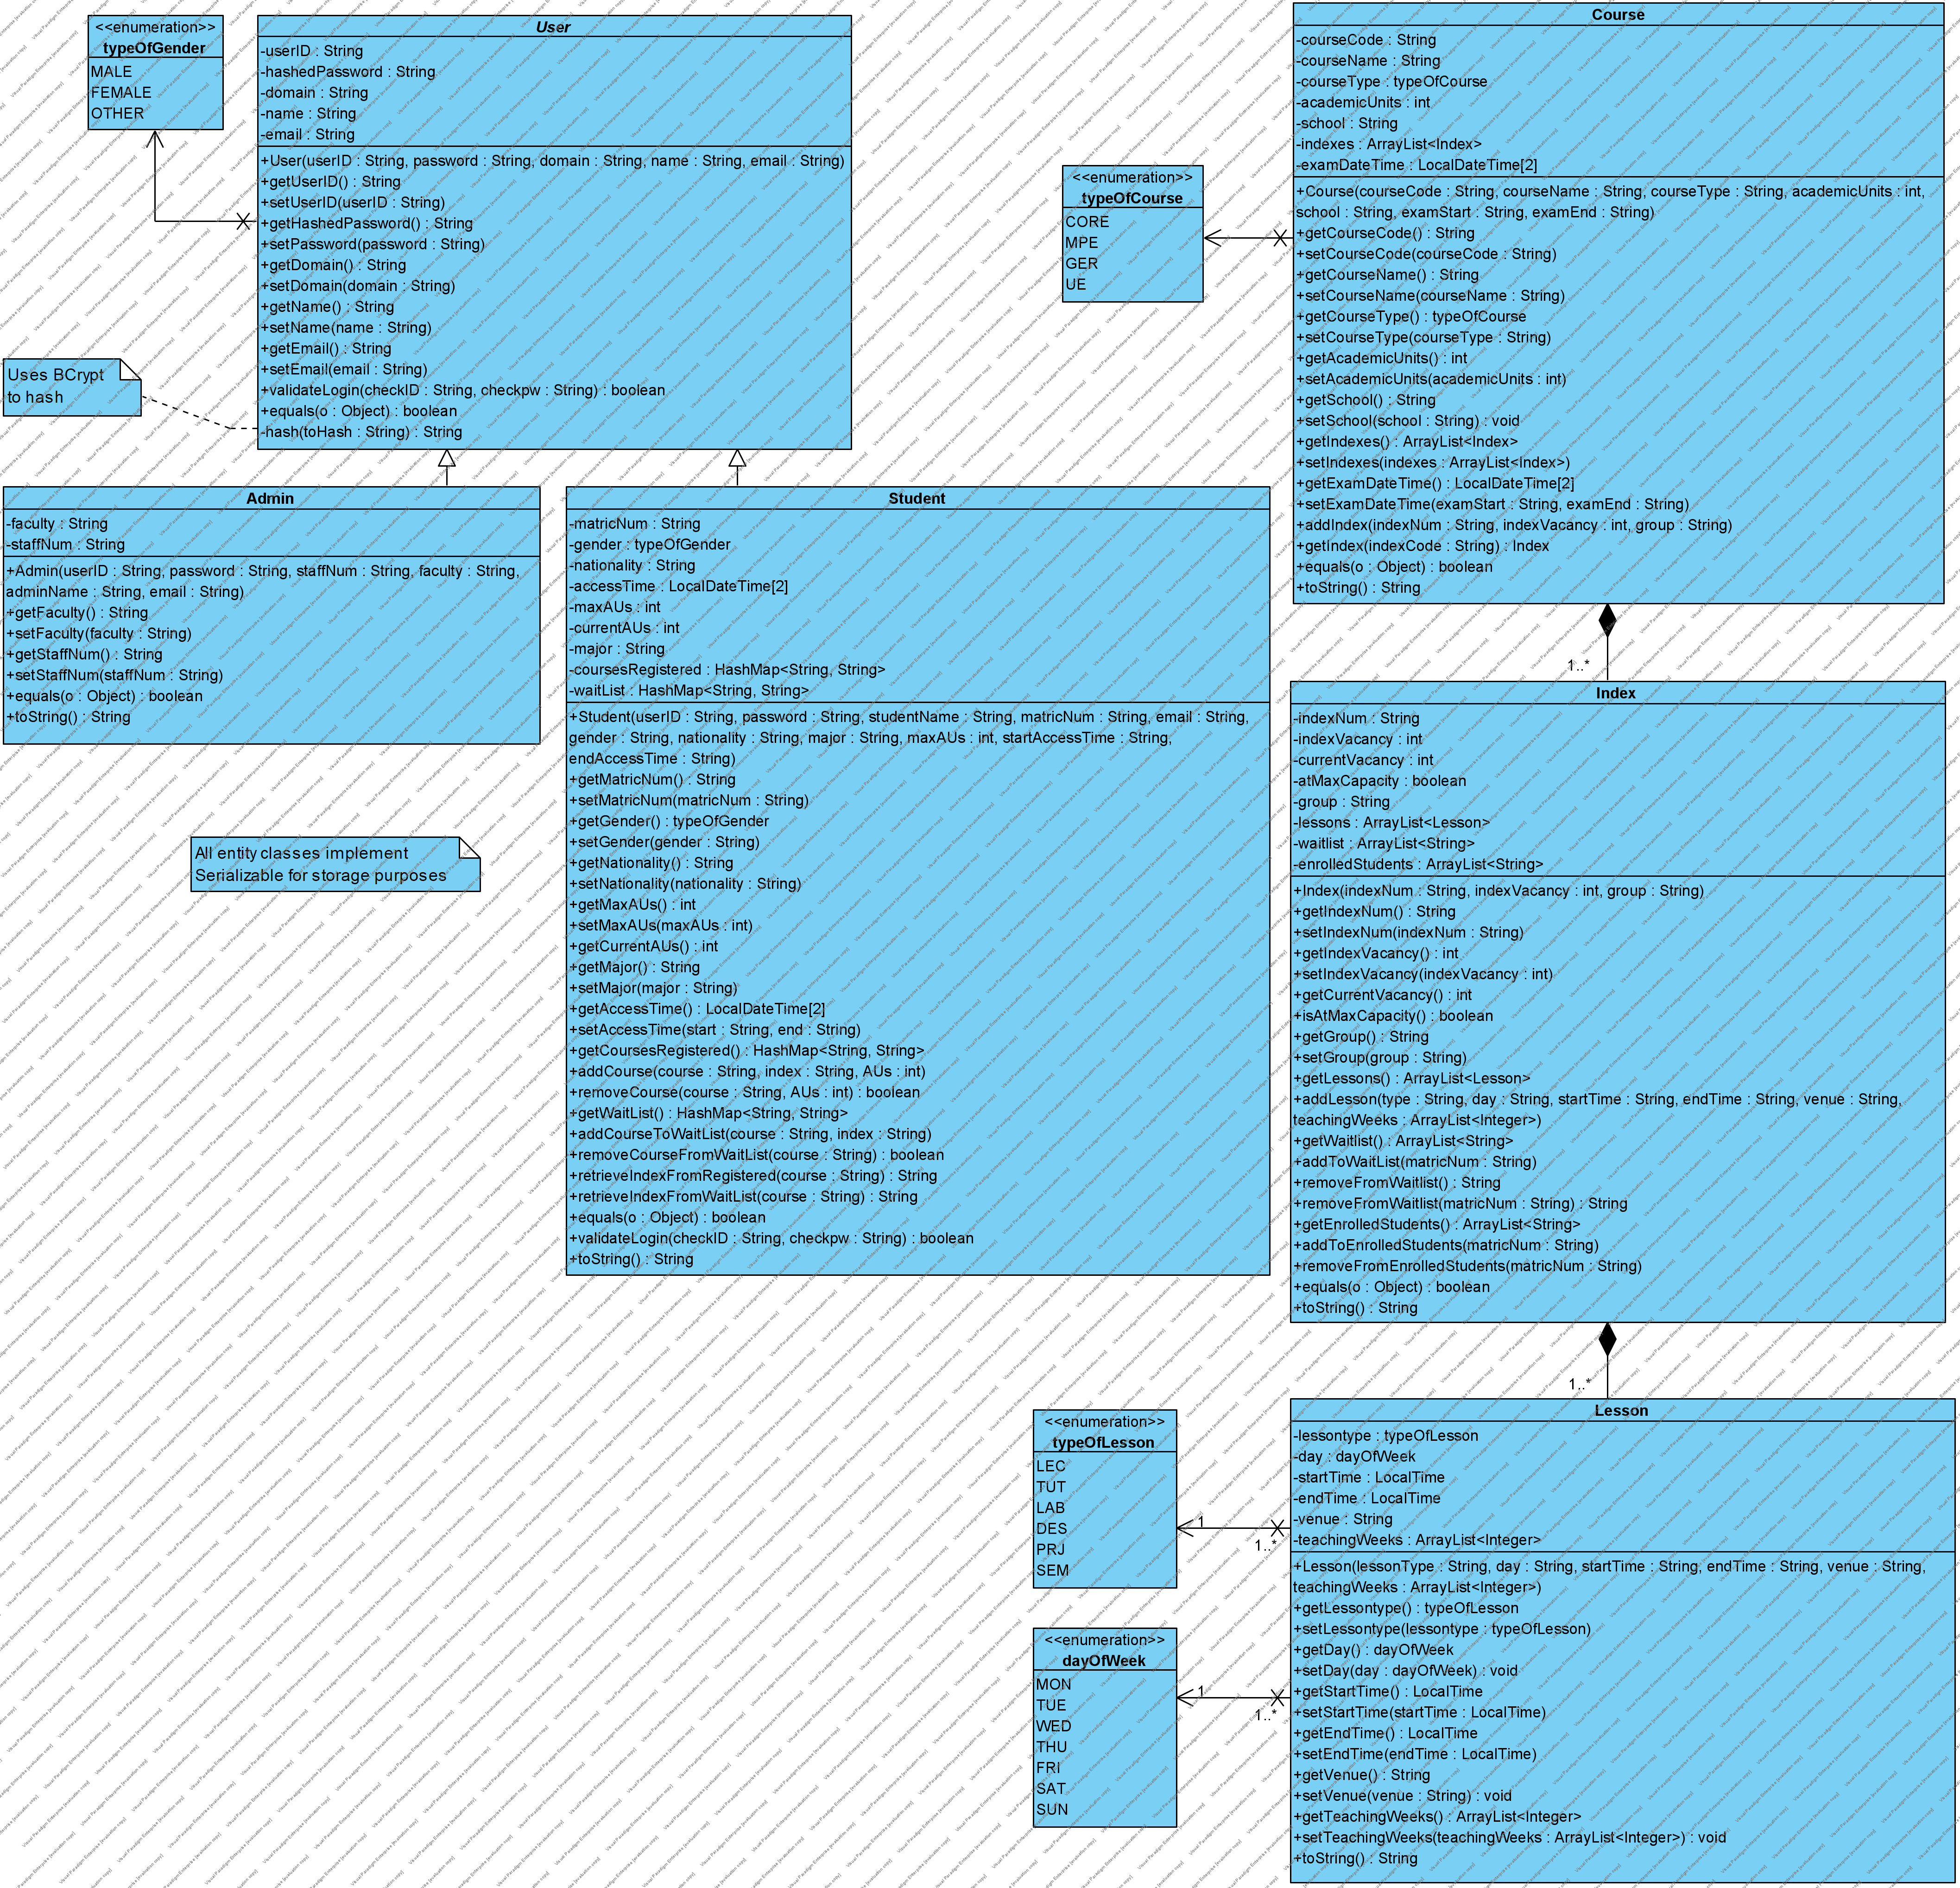 <<enumeration>>
typeOfGender
MALE
FEMALE
OTHER
User
-userID : String
-hashedPassword : String
-domain : String
-name : String
-email : String
+User(userID : String, password : String, domain : String, name : String, email : String)
+getUserID() : String
+setUserID(userID : String)
+getHashedPassword() : String
+setPassword(password : String)
+getDomain() : String
+setDomain(domain : String)
+getName() : String
+setName(name : String)
+getEmail() : String
+setEmail(email : String)
+validateLogin(checkID : String, checkpw : String) : boolean
+equals(o : Object) : boolean
-hash(toHash : String) : String
Uses BCrypt
to hash
Admin
-faculty : String
-staffNum : String
+Admin(userID : String, password : String, staffNum : String, faculty : String,
adminName : String, email : String)
+getFaculty() : String
+setFaculty(faculty : String)
+getStaffNum() : String
+setStaffNum(staffNum : String)
+equals(o : Object) : boolean
+toString() : String
All entity classes implement
Serializable for storage purposes
Student
-matricNum : String
-gender : typeOfGender
-nationality : String
-accessTime : LocalDateTime[2]
-maxAUs : int
-currentAUs : int
-major : String
-coursesRegistered : HashMap<String, String>
-waitList : HashMap<String, String>
+Student(userID : String, password : String, studentName : String, matricNum : String, email : String,
gender : String, nationality : String, major : String, maxAUs : int, startAccessTime : String,
endAccessTime : String)
+getMatricNum() : String
+setMatricNum(matricNum : String)
+getGender() : typeOfGender
+setGender(gender : String)
+getNationality() : String
+setNationality(nationality : String)
+getMaxAUs() : int
+setMaxAUs(maxAUs : int)
+getCurrentAUs() : int
+getMajor() : String
+setMajor(major : String)
+getAccessTime() : LocalDateTime[2]
+setAccessTime(start : String, end : String)
+getCoursesRegistered() : HashMap<String, String>
+addCourse(course : String, index : String, AUs : int)
+removeCourse(course : String, AUs : int) : boolean
+getWaitList() : HashMap<String, String>
+addCourseToWaitList(course : String, index : String)
+removeCourseFromWaitList(course : String) : boolean
+retrieveIndexFromRegistered(course : String) : String
+retrieveIndexFromWaitList(course : String) : String
+equals(o : Object) : boolean
+validateLogin(checkID : String, checkpw : String) : boolean
+toString() : String
<<enumeration>>
typeOfCourse
CORE
MPE
GER
UE
Course
-courseCode : String
-courseName : String
-courseType : typeOfCourse
-academicUnits : int
-school : String
-indexes : ArrayList<Index>
-examDateTime : LocalDateTime[2]
+Course(courseCode : String, courseName : String, courseType : String, academicUnits : int,
school : String, examStart : String, examEnd : String)
+getCourseCode() : String
+setCourseCode(courseCode : String)
+getCourseName() : String
+setCourseName(courseName : String)
+getCourseType() : typeOfCourse
+setCourseType(courseType : String)
+getAcademicUnits() : int
+setAcademicUnits(academicUnits : int)
+getSchool() : String
+setSchool(school : String) : void
+getIndexes() : ArrayList<Index>
+setIndexes(indexes : ArrayList<Index>)
+getExamDateTime() : LocalDateTime[2]
+setExamDateTime(examStart : String, examEnd : String)
+addIndex(indexNum : String, indexVacancy : int, group : String)
+getIndex(indexCode : String) : Index
+equals(o : Object) : boolean
+toString() : String
1..*
Index
-indexNum : String
-indexVacancy : int
-currentVacancy : int
-atMaxCapacity : boolean
-group : String
-lessons : ArrayList<Lesson>
-waitlist : ArrayList<String>
-enrolledStudents : ArrayList<String>
+Index(indexNum : String, indexVacancy : int, group : String)
+getIndexNum() : String
+setIndexNum(indexNum : String)
+getIndexVacancy() : int
+setIndexVacancy(indexVacancy : int)
+getCurrentVacancy() : int
+isAtMaxCapacity() : boolean
+getGroup() : String
+setGroup(group : String)
+getLessons() : ArrayList<Lesson>
+addLesson(type : String, day : String, startTime : String, endTime : String, venue : String,
teachingWeeks : ArrayList<Integer>)
+getWaitlist() : ArrayList<String>
+addToWaitList(matricNum : String)
+removeFromWaitlist() : String
+removeFromWaitlist(matricNum : String) : String
+getEnrolledStudents() : ArrayList<String>
+addToEnrolledStudents(matricNum : String)
+removeFromEnrolledStudents(matricNum : String)
+equals(o : Object) : boolean
+toString() : String
1..*
<<enumeration>>
typeOfLesson
LEC
TUT
LAB
DES
PRJ
SEM
1
1..*
<<enumeration>>
dayOfWeek
MON
TUE
WED
THU
FRI
SAT
SUN
1
1..*
Lesson
-lessontype : typeOfLesson
-day : dayOfWeek
-startTime : LocalTime
-endTime : LocalTime
-venue : String
-teachingWeeks : ArrayList<Integer>
+Lesson(lessonType : String, day : String, startTime : String, endTime : String, venue : String,
teachingWeeks : ArrayList<Integer>)
+getLessontype() : typeOfLesson
+setLessontype(lessontype : typeOfLesson)
+getDay() : dayOfWeek
+setDay(day : dayOfWeek) : void
+getStartTime() : LocalTime
+setStartTime(startTime : LocalTime)
+getEndTime() : LocalTime
+setEndTime(endTime : LocalTime)
+getVenue() : String
+setVenue(venue : String) : void
+getTeachingWeeks() : ArrayList<Integer>
+setTeachingWeeks(teachingWeeks : ArrayList<Integer>) : void
+toString() : String